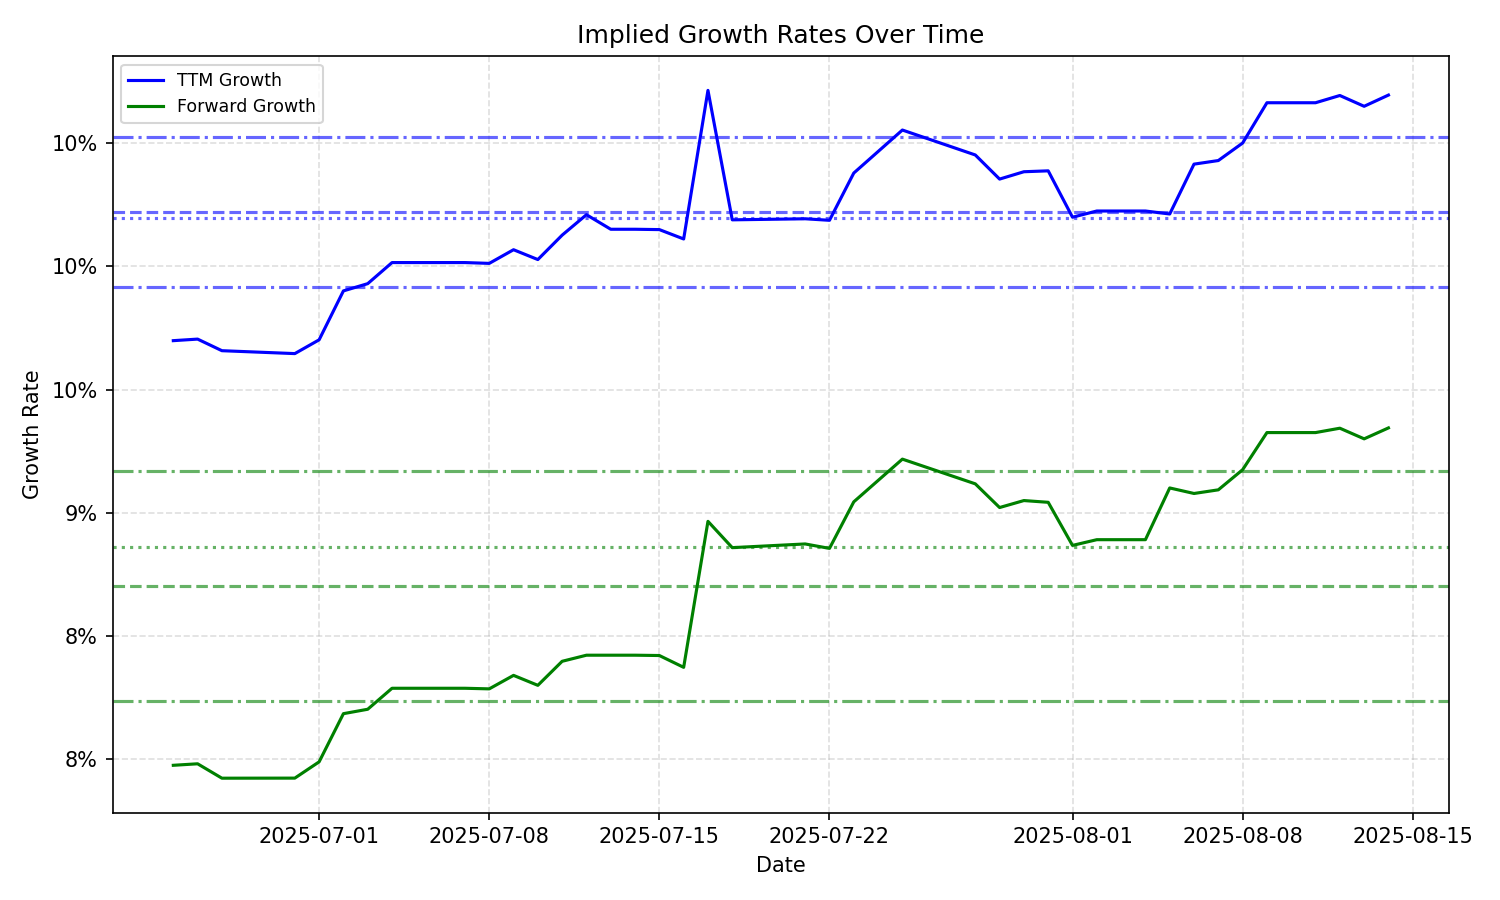 Implied Growth Rates Over Time
TTM Growth
Forward Growth
10%
10%
10%
9%
8%
8%
Growth Rate
2025-07-01
2025-07-08
2025-07-15
2025-07-22
2025-08-01
2025-08-08
2025-08-15
Date